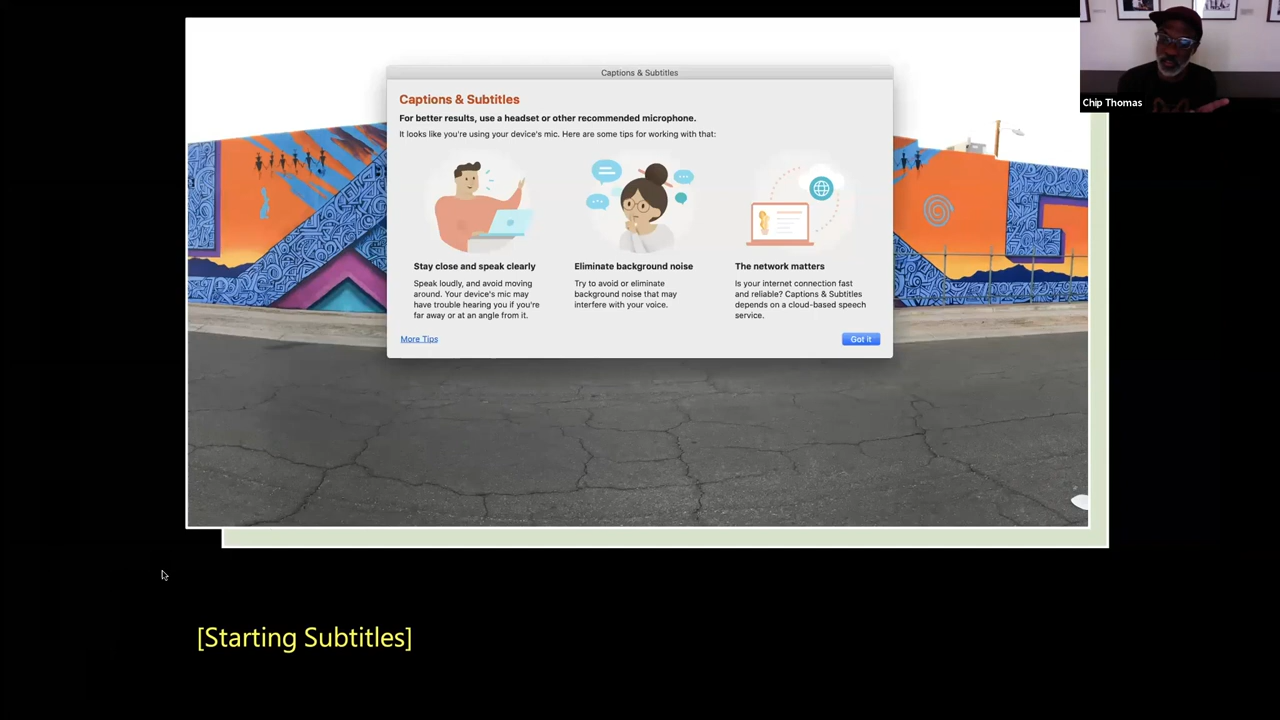 Captions & Subtitles
Captions & Subtitles
For better results, use a headset or other recommended microphone.
It looks like you're using your device's mic. Here are some tips for working with that:
Stay close and speak clearly
Speak loudly, and avoid moving
around. Your device's mic may
have trouble hearing you if you're
far away or at an angle from it.
Eliminate background noise
Try to avoid or eliminate
background noise that may
interfere with your voice.
The network matters
Is your internet connection fast
and reliable? Captions & Subtitles
depends on a cloud-based speech
service.
More Tips
Got it
Chip Thomas
[Starting Subtitles]